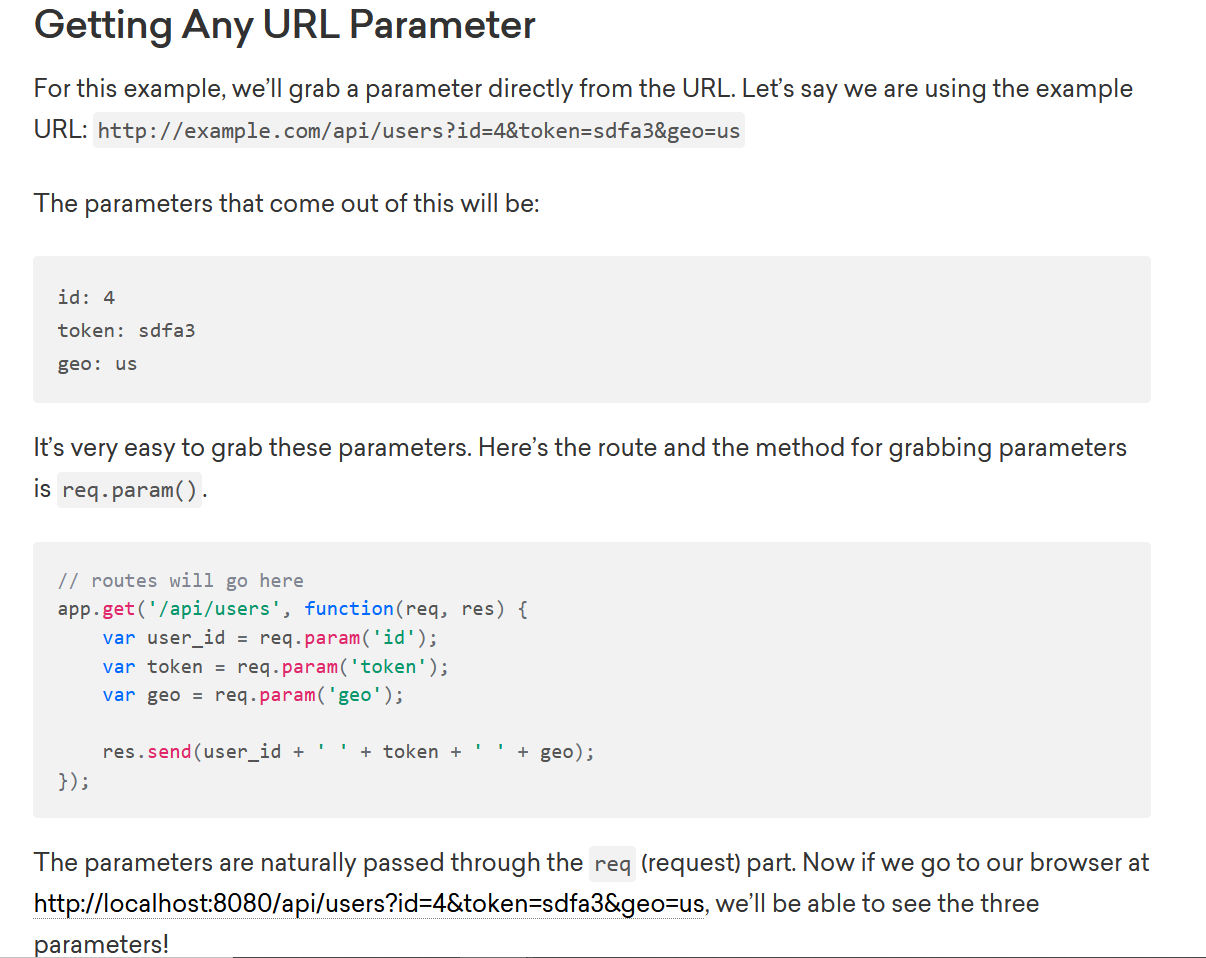 Getting Any URL Parameter
For this example, we’ll grab a parameter directly from the URL. Let’s say we are using the example
URL: http://example.com/api/users?id=4&token=sdfa3&geo=us
The parameters that come out of this will be:
id: 4
token: sdfa3
geo: us
It’s very easy to grab these parameters. Here’s the route and the method for grabbing parameters
is req.param().
// routes will go here
app.get('/api/users', function(req, res) {
    var user_id = req.param('id');
    var token = req.param('token');
    var geo = req.param('geo');
    res.send(user_id + ' ' + token + ' ' + geo);
});
The parameters are naturally passed through the req (request) part. Now if we go to our browser at
http://localhost:8080/api/users?id=4&token=sdfa3&geo=us, we’ll be able to see the three
parameters!